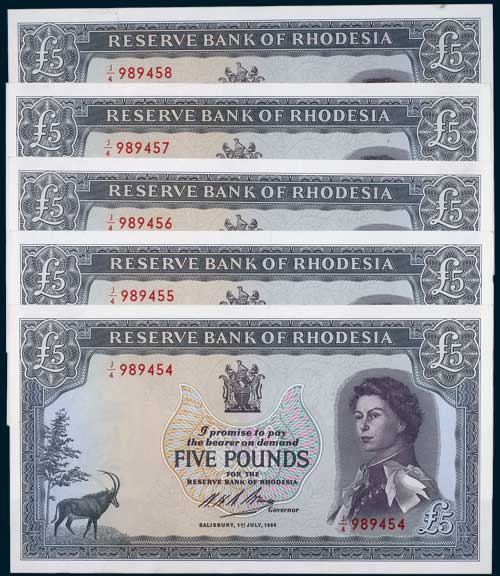 RESERVE BANK OF RHODESIA
£5 £5
J/4 989458
RESERVE BANK OF RHODESIA
£5 £5
J/4 989457
RESERVE BANK OF RHODESIA
£5 £5
J/4 989456
RESERVE BANK OF RHODESIA
£5 £5
J/4 989455
RESERVE BANK OF RHODESIA
£5 £5
J/4 989454
I promise to pay
the bearer on demand
FIVE POUNDS
FOR THE
RESERVE BANK OF RHODESIA
Governor
J/4 989454 £5
SALISBURY, 1ST JULY, 1966